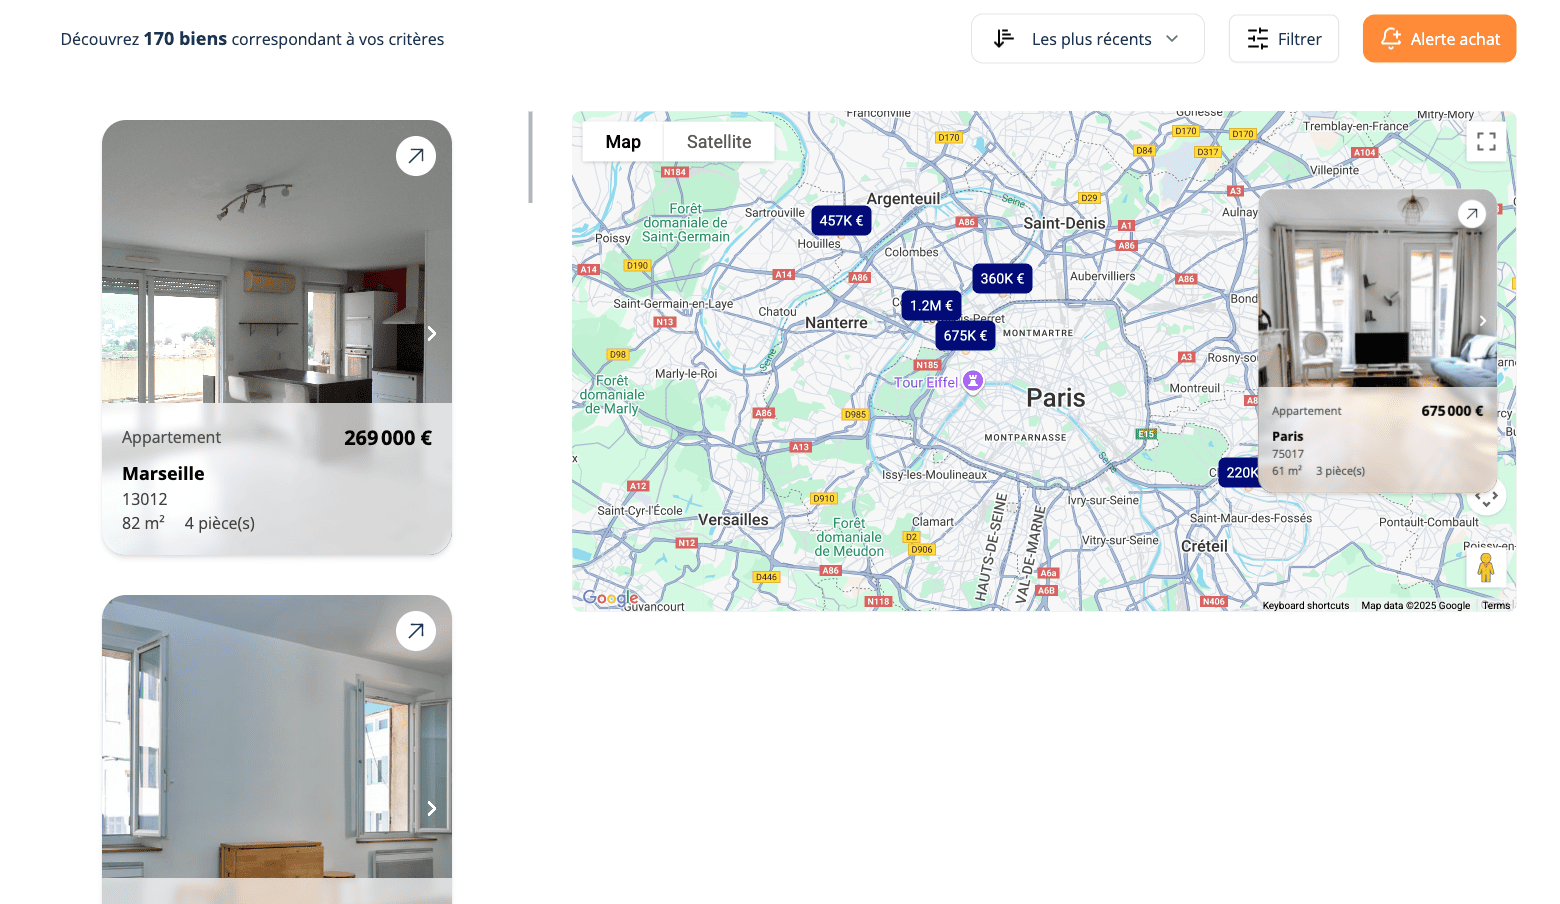 Découvrez 170 biens correspondant à vos critères
Les plus récents
Filtrer
Alerte achat
Appartement
269 000 €
Marseille
13012
82 m²
4 pièce(s)
Map
Satellite
Franconville
Gonesse
Mitry-Mory
D170
D170
D170
Tremblay-en-France
D84
D317
A104
N184
Villepinte
A3
Argenteuil
Seine
D29
Forêt
domaniale de
Saint-Germain
Sartrouville
457K €
A86
Saint-Denis
A1
Aulnay
Poissy
Houilles
A86
D190
Colombes
A14
A14
A86
360K €
Aubervilliers
A86
Saint-Germain-en-Laye
1.2M €
Bond
Chatou
N13
Nanterre
675K €
MONTMARTRE
Seine
D98
A3
Rosny-sou
N185
Marly-le-Roi
Forêt
domaniale
de Marly
Tour Eiffel
Montreuil
Paris
A86
D985
E15
A13
MONTPARNASSE
Issy-les-Moulineaux
220K
A12
D910
Ivry-sur-Seine
Saint-Cyr-l'École
Versailles
Clamart
Saint-Maur-des-Fossés
Pontault-Combault
Forêt
domaniale
de Meudon
D2
D906
HAUTS-DE-SEINE
VAL-DE-MARNE
Vitry-sur-Seine
Créteil
N12
A86
D446
A6a
A6B
N118
N406
Google
Guyancourt
Appartement
675 000 €
Paris
75017
61 m²
3 pièce(s)
Keyboard shortcuts
Map data ©2025 Google
Terms